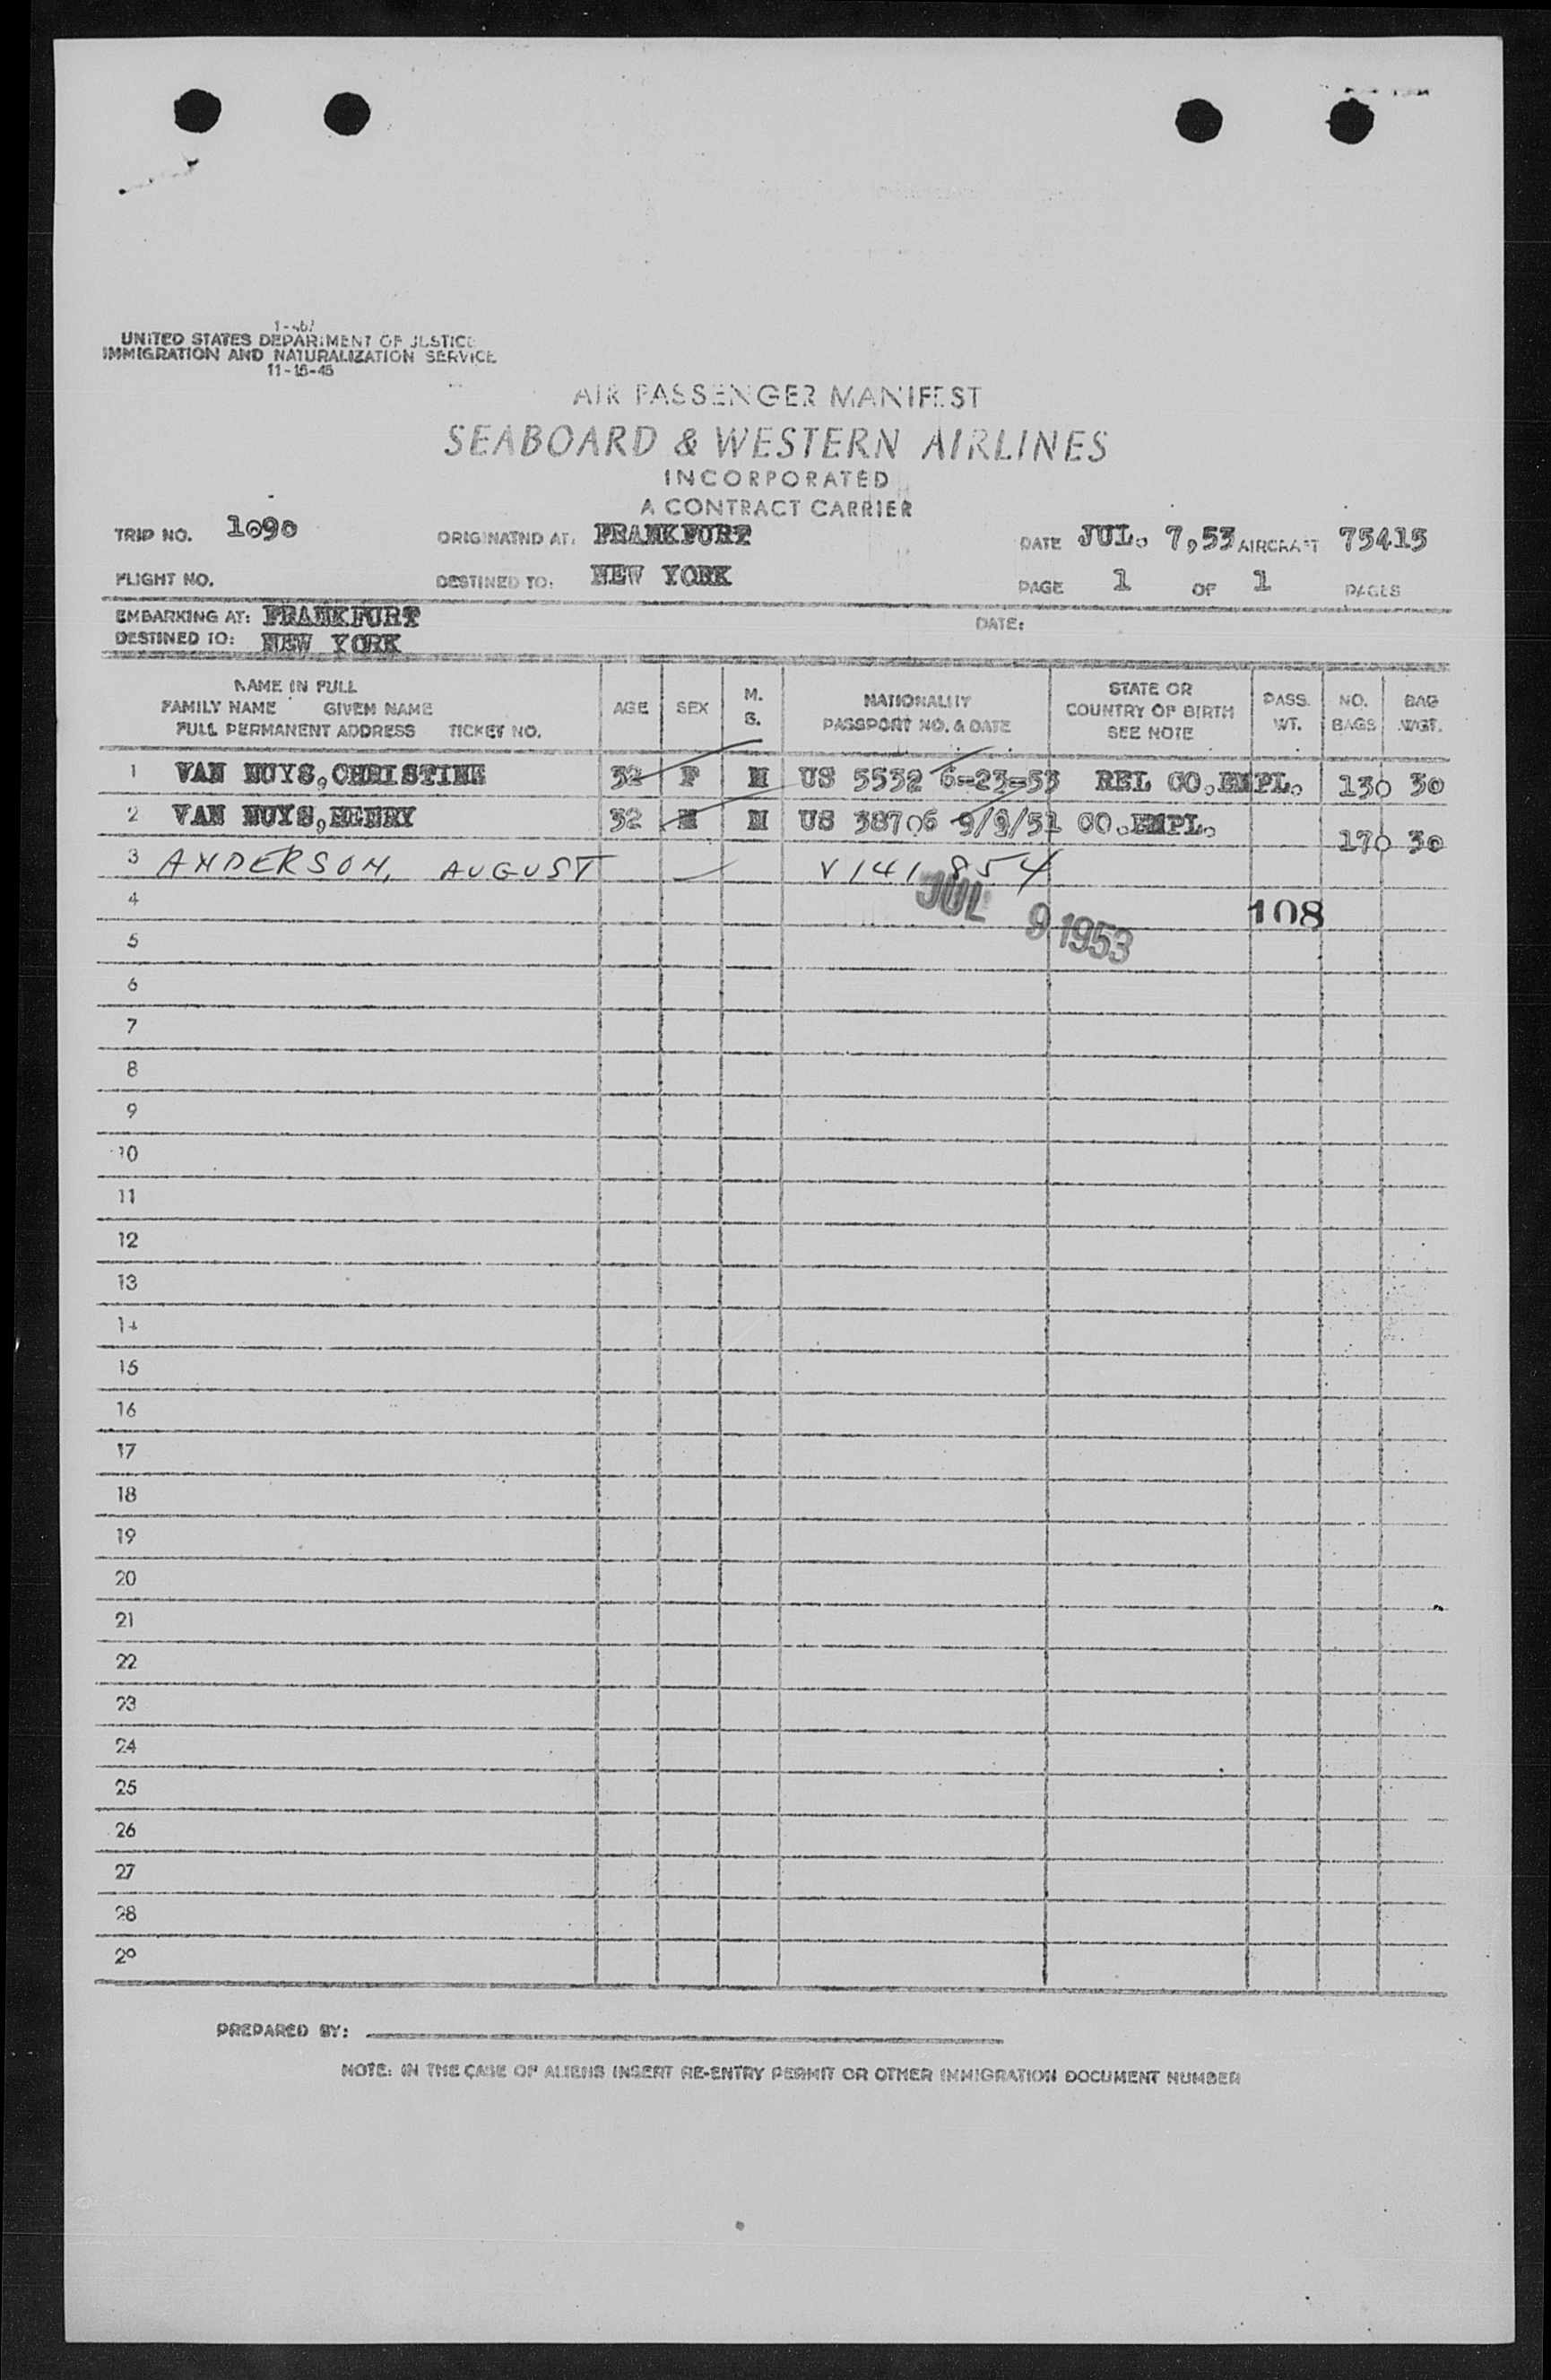 UNITED STATES DEPARTMENT OF JUSTICE
IMMIGRATION AND NATURALIZATION SERVICE
11-15-45
AIR PASSENGER MANIFEST
SEABOARD & WESTERN AIRLINES
INCORPORATED
A CONTRACT CARRIER
TRIP NO. 1090 ORIGINATND AT: FRANKFURT DATE JUL. 7,53 AIRCRAFT 75415
FLIGHT NO. DESTINED TO: NEW YORK PAGE 1 OF 1 PAGES
EMBARKING AT: FRANKFURT DATE:
DESTINED TO: NEW YORK
NAME IN FULL
FAMILY NAME GIVEN NAME
FULL PERMANENT ADDRESS TICKET NO.
AGE SEX M. S.
NATIONALITY
PASSPORT NO. & DATE
STATE OR
COUNTRY OF BIRTH
SEE NOTE
PASS. WT.
NO. BAGS
BAG WGT.
1 VAN NUYS,CHRISTINE 32 F M US 5532 6-23-53 REL CO.EMPL. 130 30
2 VAN NUYS,HENRY 32 M M US 38706 9/9/51 CO.EMPL. 170 30
3 ANDERSON, AUGUST V141854
4 108
JUL 9 1953
5
6
7
8
9
10
11
12
13
14
15
16
17
18
19
20
21
22
23
24
25
26
27
28
29
PREPARED BY:
NOTE: IN THE CASE OF ALIENS INSERT RE-ENTRY PERMIT OR OTHER IMMIGRATION DOCUMENT NUMBER